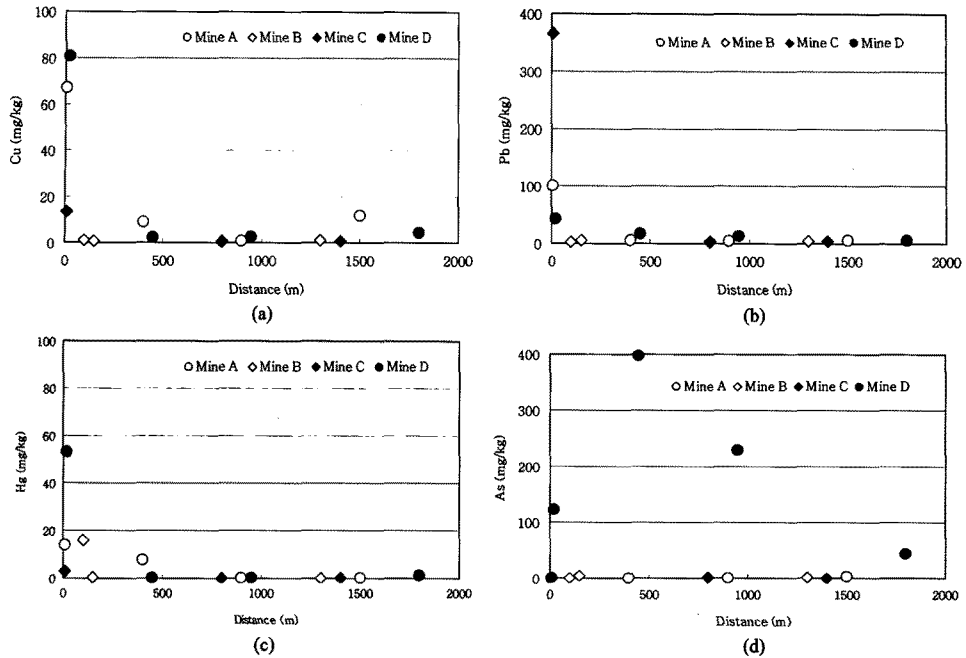 100
80
60
40
20
0
Cu (mg/kg)
○ Mine A ◇ Mine B ◆ Mine C ● Mine D
0 500 1000 1500 2000
Distance (m)
(a)
400
300
200
100
0
Pb (mg/kg)
○ Mine A ◇ Mine B ◆ Mine C ● Mine D
0 500 1000 1500 2000
Distance (m)
(b)
100
80
60
40
20
0
Hg (mg/kg)
○ Mine A ◇ Mine B ◆ Mine C ● Mine D
0 500 1000 1500 2000
Distance (m)
(c)
400
300
200
100
0
As (mg/kg)
○ Mine A ◇ Mine B ◆ Mine C ● Mine D
0 500 1000 1500 2000
Distance (m)
(d)